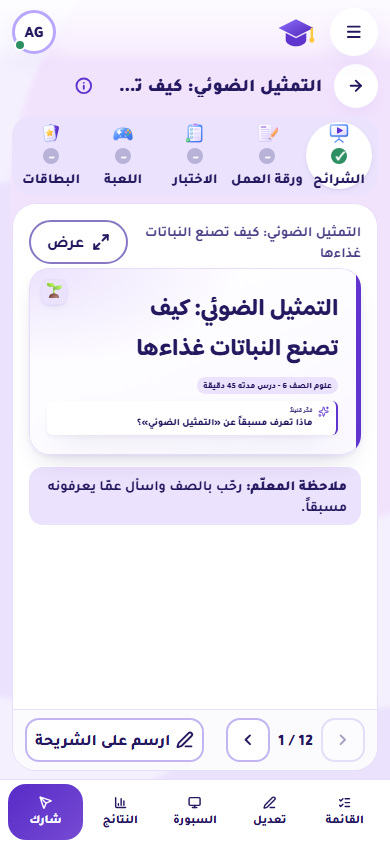 AG
التمثيل الضوئي: كيف تـ...
الشرائح
ورقة العمل
الاختبار
اللعبة
البطاقات
التمثيل الضوئي: كيف تصنع النباتات
غذاءها
عرض
التمثيل الضوئي: كيف
تصنع النباتات غذاءها
علوم الصف 6 - درس مدته 45 دقيقة
فكّر قليلاً
ماذا تعرف مسبقاً عن «التمثيل الضوئي»؟
ملاحظة المعلّم: رحّب بالصف واسأل عمّا يعرفونه
مسبقاً.
ارسم على الشريحة
1 / 12
القائمة
تعديل
السبورة
النتائج
شارك